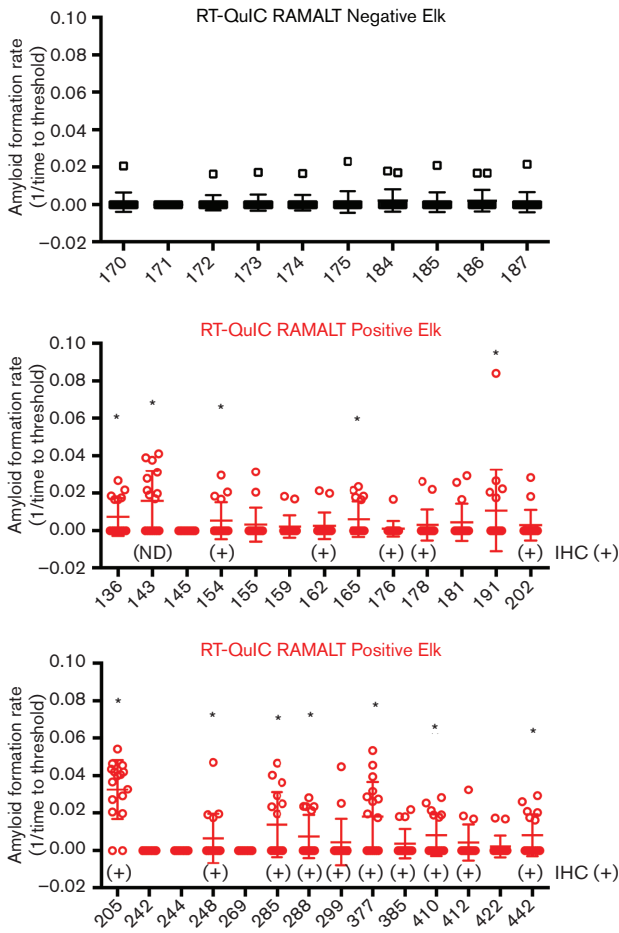 RT-QuIC RAMALT Negative Elk
Amyloid formation rate
(1/time to threshold)
0.10
0.08
0.06
0.04
0.02
0.00
−0.02
170 171 172 173 174 175 184 185 186 187
RT-QuIC RAMALT Positive Elk
Amyloid formation rate
(1/time to threshold)
0.10
0.08
0.06
0.04
0.02
0.00
−0.02
* * * * *
(ND) (+) (+) (+) (+) (+) IHC (+)
136 143 145 154 155 159 162 165 176 178 181 191 202
RT-QuIC RAMALT Positive Elk
Amyloid formation rate
(1/time to threshold)
0.10
0.08
0.06
0.04
0.02
0.00
−0.02
* * * * * * *
(+) (+) (+) (+) (+) (+) (+) (+) (+) (+) IHC (+)
205 242 244 248 269 285 288 299 377 385 410 412 422 442